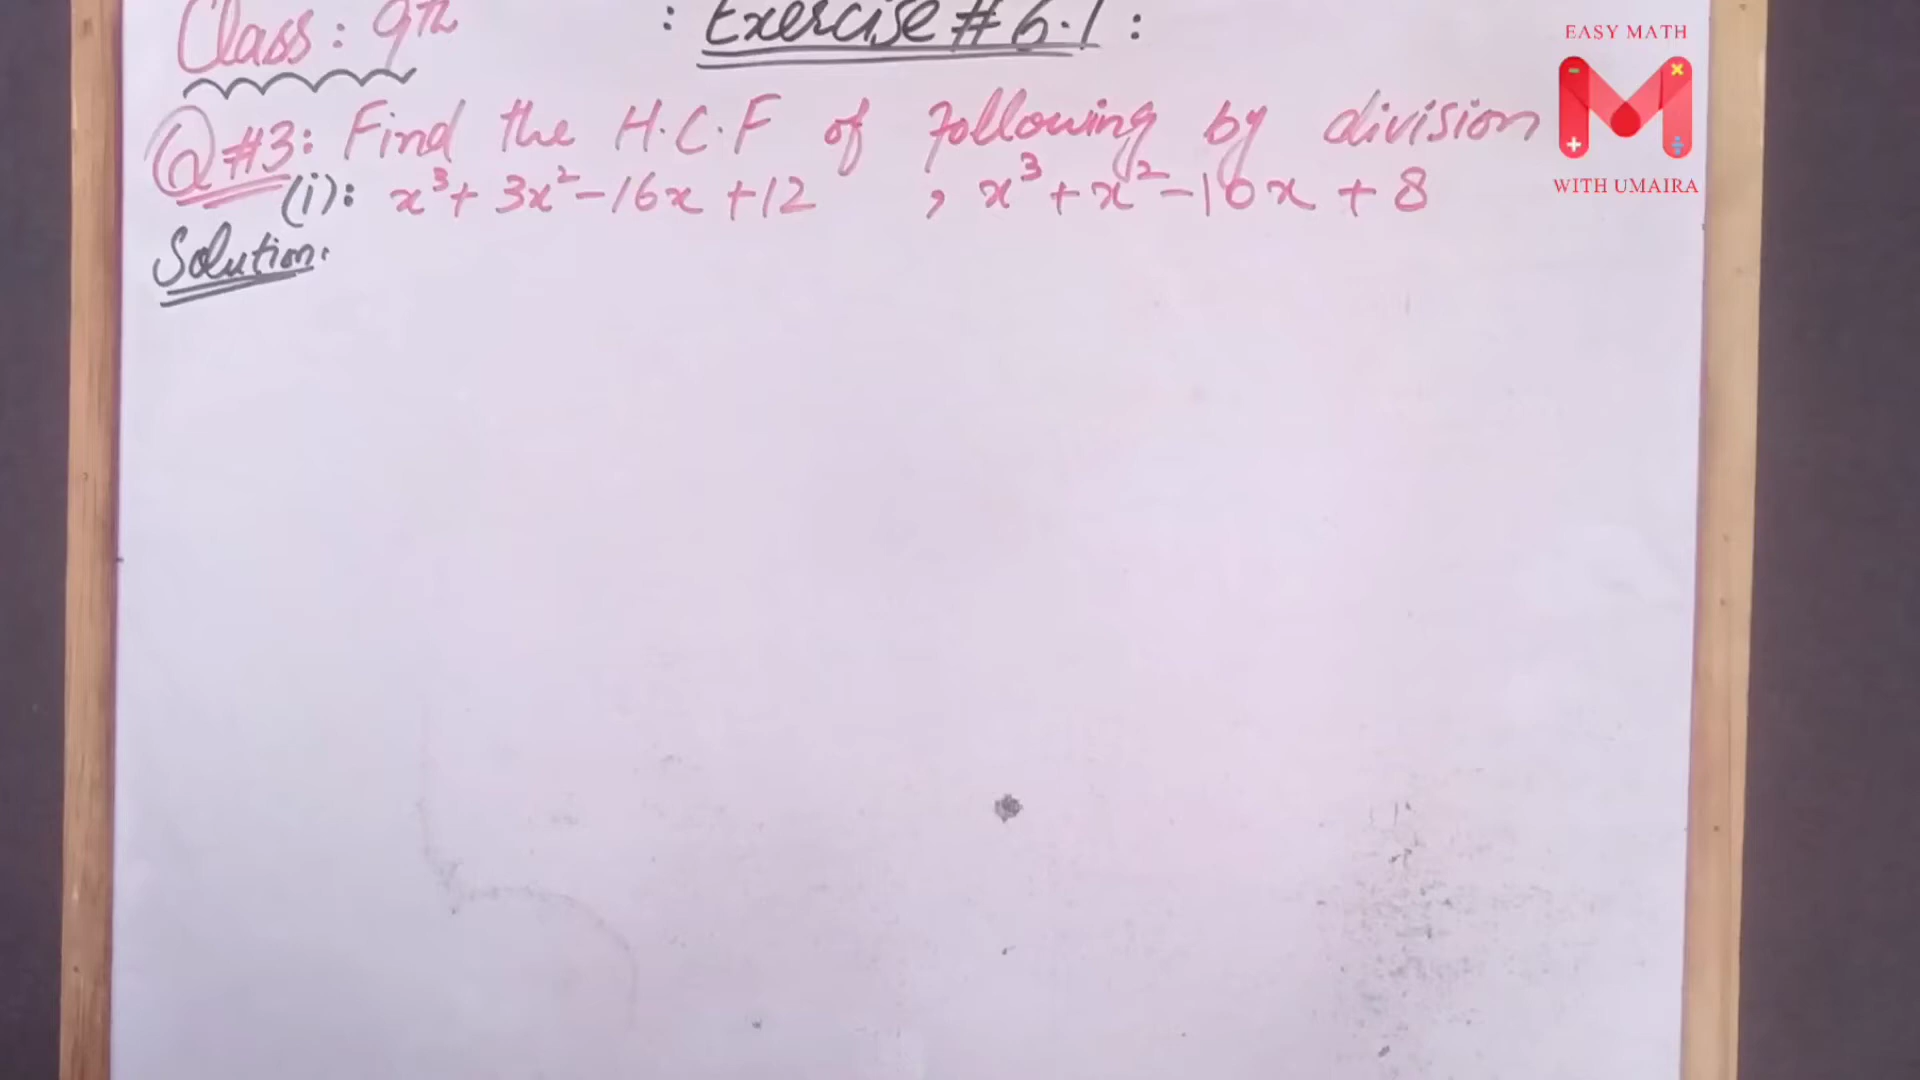 Class: 9th
: Exercise # 6.1 :
EASY MATH
M
WITH UMAIRA
Q#3: Find the H.C.F of following by division
(i): x³+ 3x²-16x +12 , x³+x²-10x + 8
Solution: